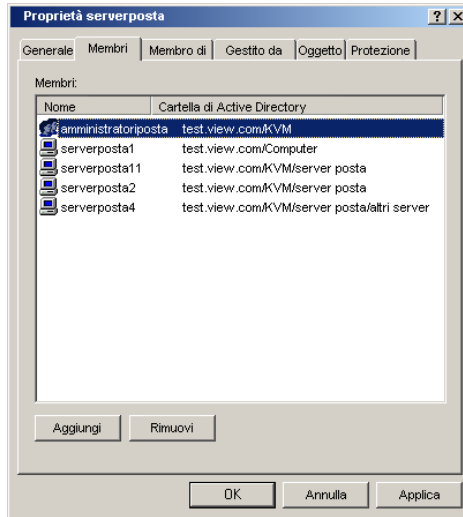 Proprietà serverposta
Generale Membri Membro di Gestito da Oggetto Protezione
Membri:
Nome Cartella di Active Directory
amministratoriposta test.view.com/KVM
serverposta1 test.view.com/Computer
serverposta11 test.view.com/KVM/server posta
serverposta2 test.view.com/KVM/server posta
serverposta4 test.view.com/KVM/server posta/altri server
Aggiungi Rimuovi
OK Annulla Applica